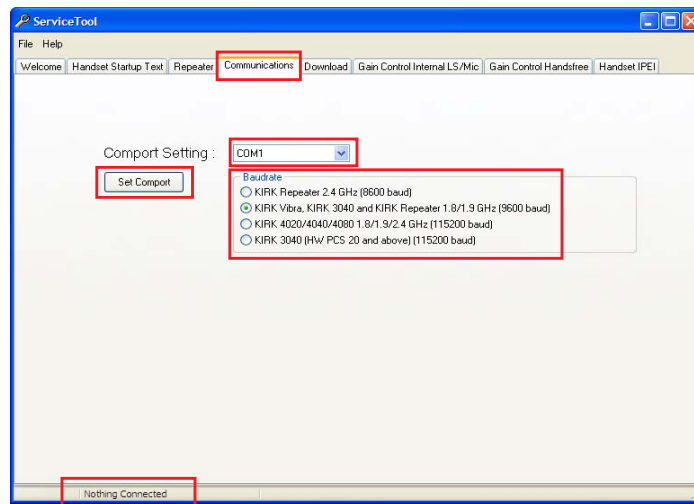 ServiceTool
File Help
Welcome Handset Startup Text Repeater Communications Download Gain Control Internal LS/Mic Gain Control Handsfree Handset IPEI
Comport Setting : COM1
Set Comport
Baudrate
KIRK Repeater 2.4 GHz (8600 baud)
KIRK Vibra, KIRK 3040 and KIRK Repeater 1.8/1.9 GHz (9600 baud)
KIRK 4020/4040/4080 1.8/1.9/2.4 GHz (115200 baud)
KIRK 3040 (HW PCS 20 and above) (115200 baud)
Nothing Connected